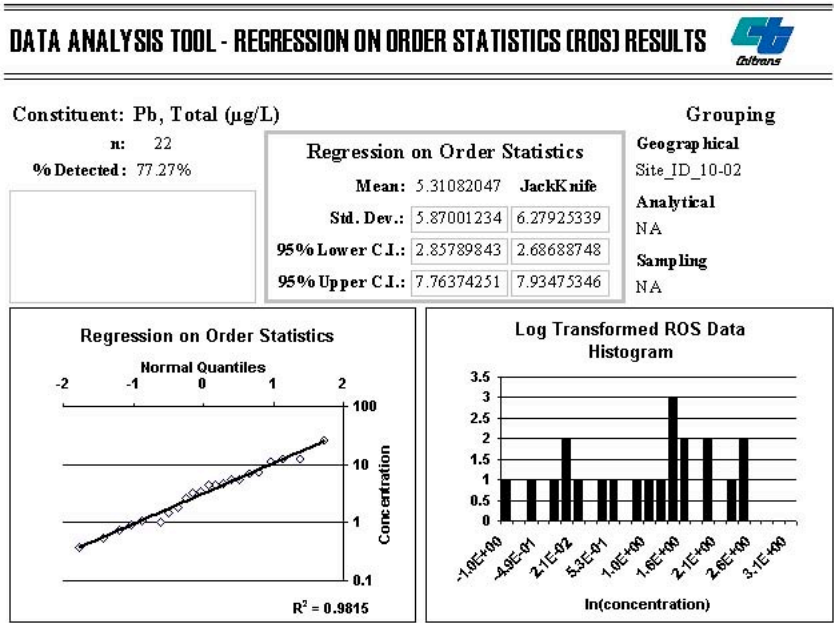 DATA ANALYSIS TOOL - REGRESSION ON ORDER STATISTICS (ROS) RESULTS
Caltrans
Constituent: Pb, Total (µg/L)
n: 22
% Detected: 77.27%
Regression on Order Statistics
Mean: 5.31082047 JackKnife
Std. Dev.: 5.87001234 6.27925339
95% Lower C.I.: 2.85789843 2.68688748
95% Upper C.I.: 7.76374251 7.93475346
Grouping
Geographical
Site_ID_10-02
Analytical
NA
Sampling
NA
Regression on Order Statistics
Normal Quantiles
-2 -1 0 1 2
100
10
1
0.1
Concentration
R² = 0.9815
Log Transformed ROS Data
Histogram
3.5
3
2.5
2
1.5
1
0.5
0
-1.0E+00 -4.9E-01 2.1E-02 5.3E-01 1.0E+00 1.6E+00 2.1E+00 2.6E+00 3.1E+00
ln(concentration)